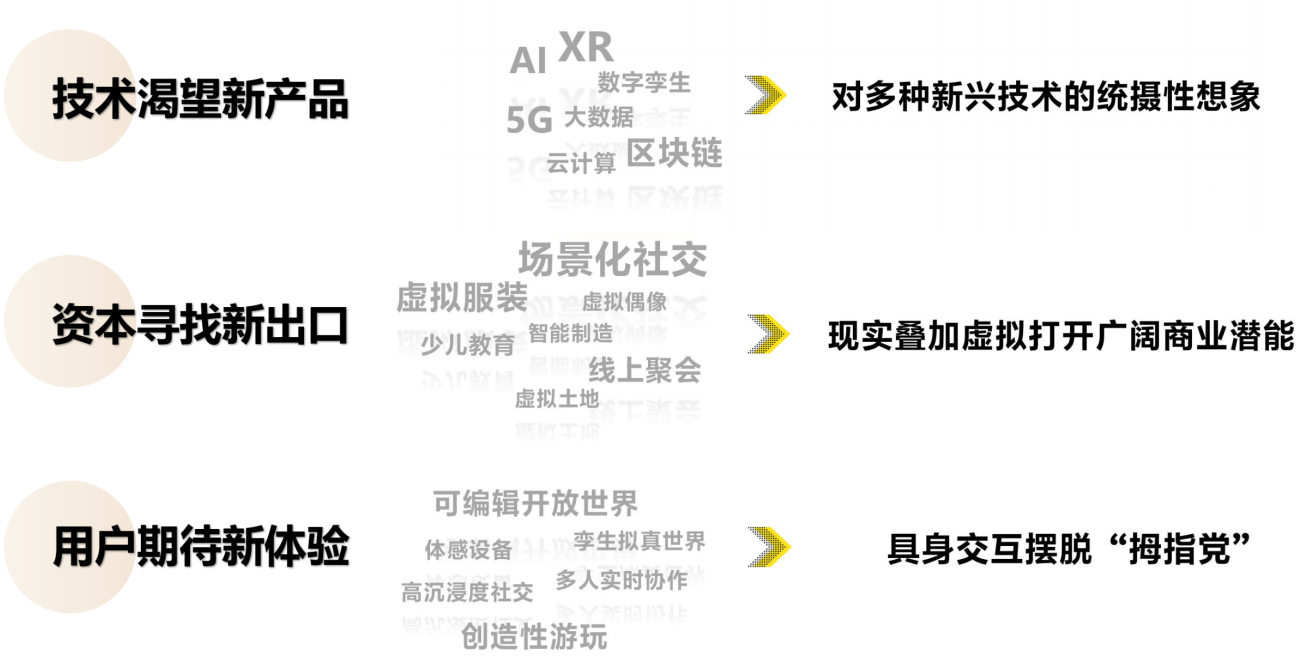 技术渴望新产品
AI XR
数字孪生
5G 大数据
云计算 区块链
对多种新兴技术的统摄性想象
资本寻找新出口
场景化社交
虚拟服装 虚拟偶像
少儿教育 智能制造
线上聚会
虚拟土地
现实叠加虚拟打开广阔商业潜能
用户期待新体验
可编辑开放世界
体感设备 孪生拟真世界
高沉浸度社交 多人实时协作
创造性游玩
具身交互摆脱“拇指党”